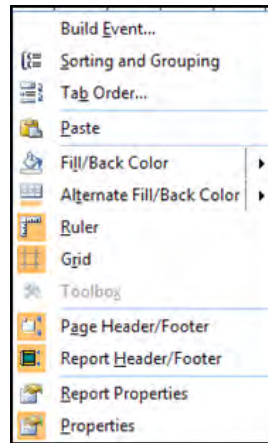 Build Event...
Sorting and Grouping
Tab Order...
Paste
Fill/Back Color
Alternate Fill/Back Color
Ruler
Grid
Toolbox
Page Header/Footer
Report Header/Footer
Report Properties
Properties